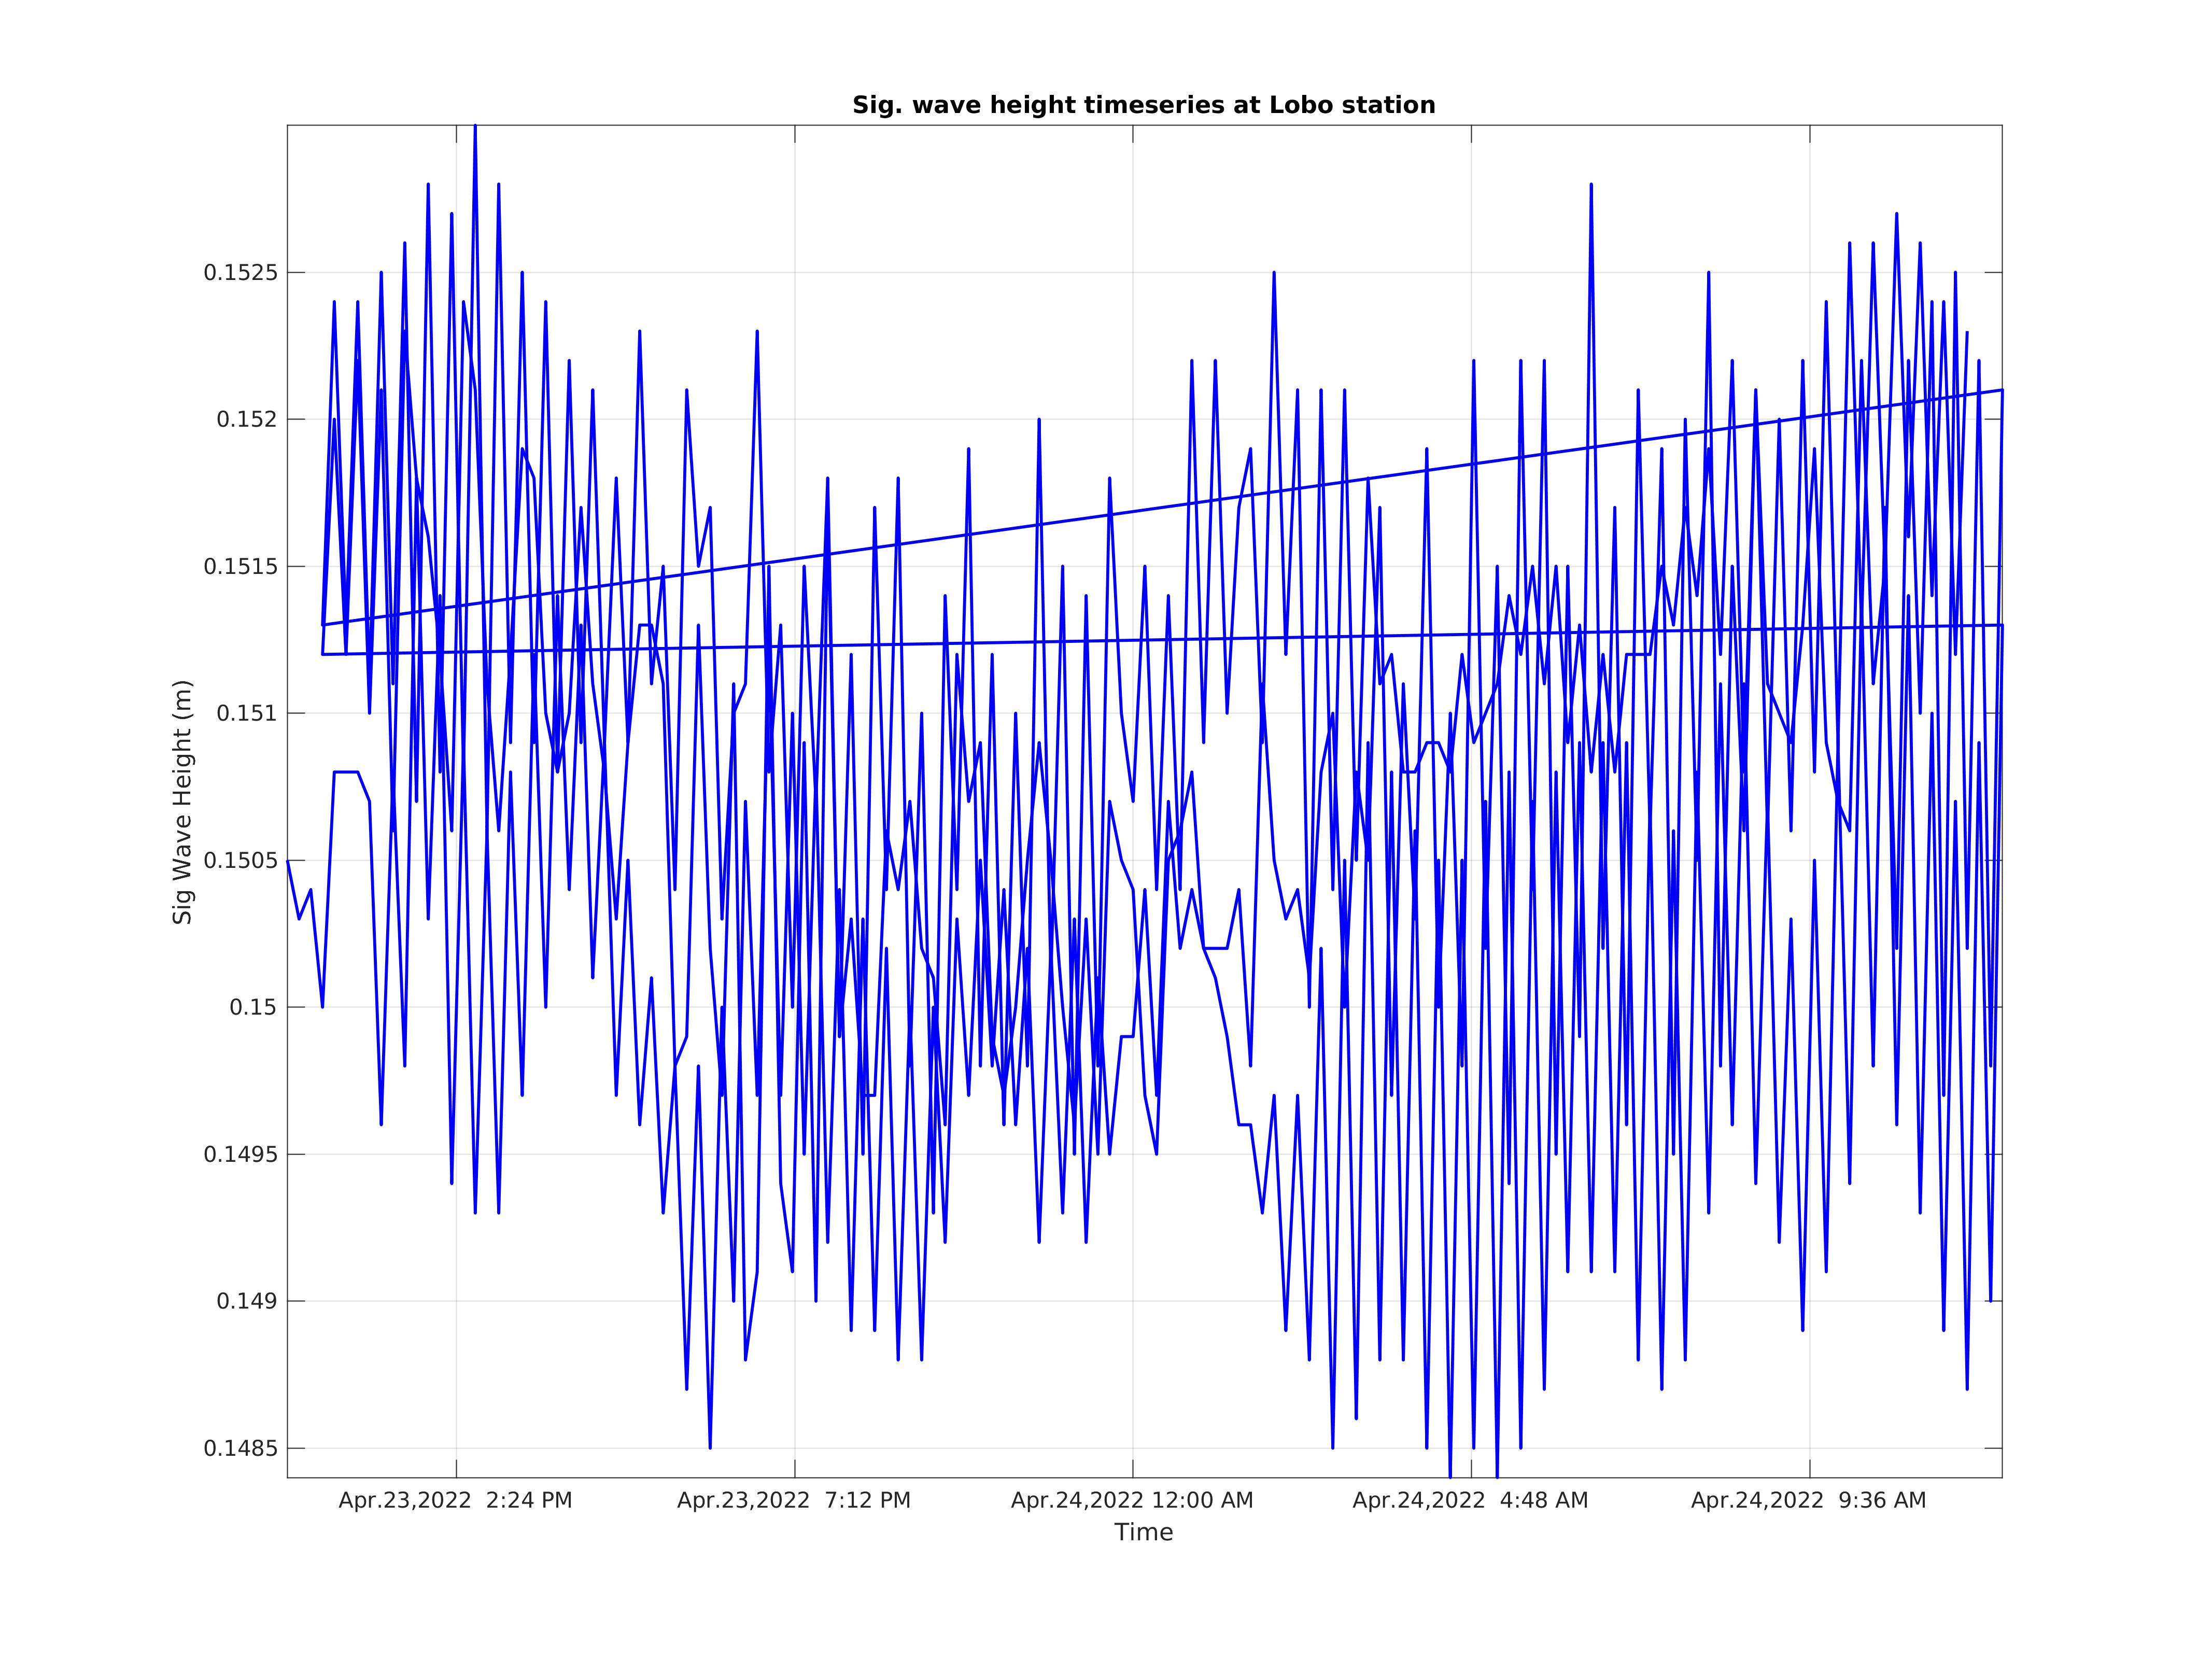 Sig. wave height timeseries at Lobo station
Sig Wave Height (m)
0.1525
0.152
0.1515
0.151
0.1505
0.15
0.1495
0.149
0.1485
Apr.23,2022  2:24 PM
Apr.23,2022  7:12 PM
Apr.24,2022 12:00 AM
Apr.24,2022  4:48 AM
Apr.24,2022  9:36 AM
Time